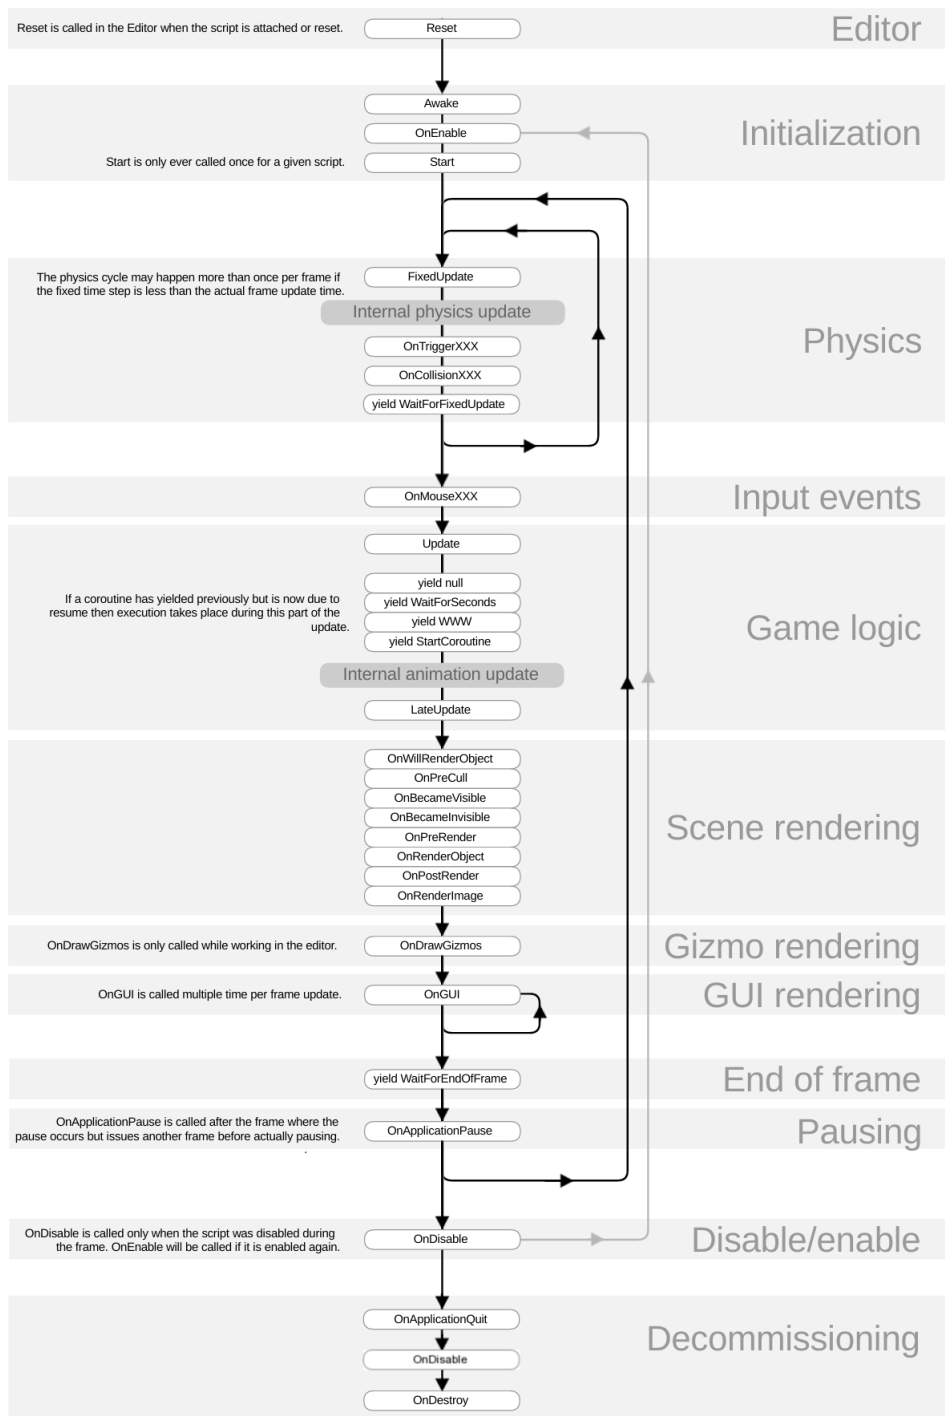 Reset is called in the Editor when the script is attached or reset.
Reset
Editor
Awake
OnEnable
Initialization
Start is only ever called once for a given script.
Start
The physics cycle may happen more than once per frame if
the fixed time step is less than the actual frame update time.
FixedUpdate
Internal physics update
Physics
OnTriggerXXX
OnCollisionXXX
yield WaitForFixedUpdate
OnMouseXXX
Input events
Update
yield null
If a coroutine has yielded previously but is now due to
resume then execution takes place during this part of the
update.
yield WaitForSeconds
yield WWW
yield StartCoroutine
Game logic
Internal animation update
LateUpdate
OnWillRenderObject
OnPreCull
OnBecameVisible
OnBecameInvisible
OnPreRender
OnRenderObject
OnPostRender
OnRenderImage
Scene rendering
OnDrawGizmos is only called while working in the editor.
OnDrawGizmos
Gizmo rendering
OnGUI is called multiple time per frame update.
OnGUI
GUI rendering
yield WaitForEndOfFrame
End of frame
OnApplicationPause is called after the frame where the
pause occurs but issues another frame before actually pausing.
.
OnApplicationPause
Pausing
OnDisable is called only when the script was disabled during
the frame. OnEnable will be called if it is enabled again.
OnDisable
Disable/enable
OnApplicationQuit
Decommissioning
OnDisable
OnDestroy